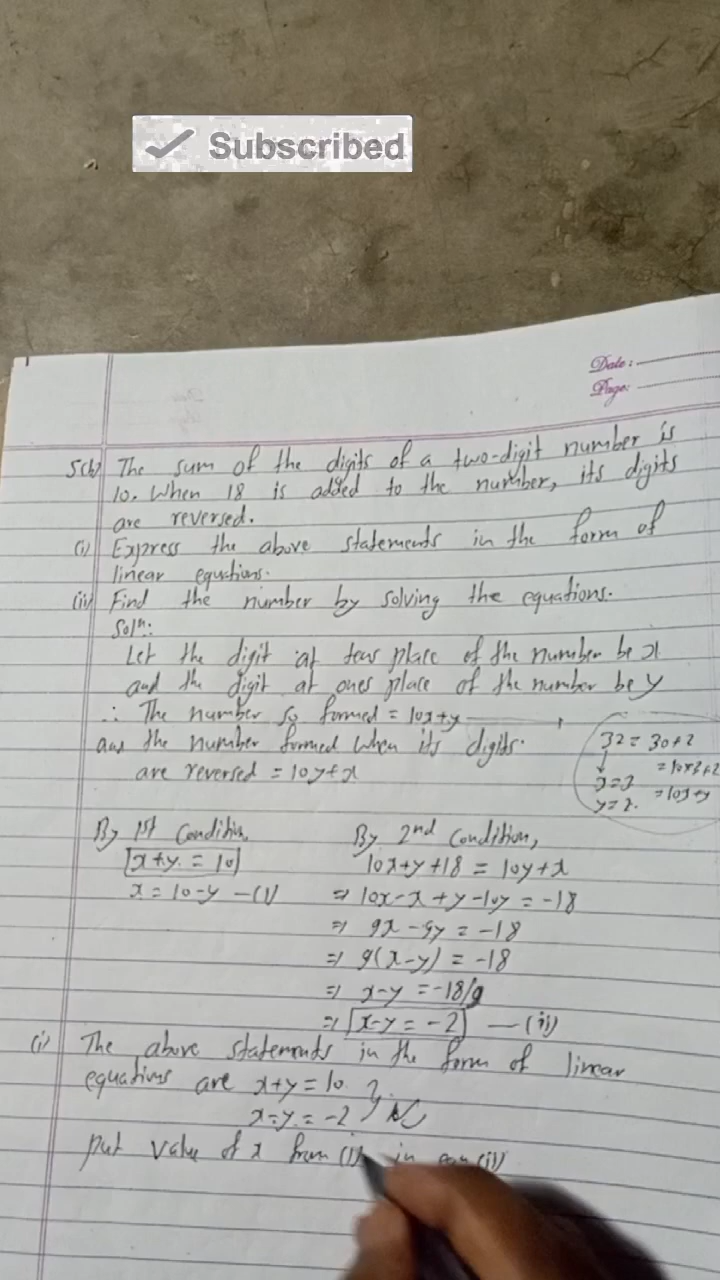 ✓ Subscribed
Date:
Page:
5(b) The sum of the digits of a two-digit number is
10. When 18 is added to the number, its digits
are reversed.
(i) Express the above statements in the form of
linear equations.
(ii) Find the number by solving the equations.
Solⁿ:
Let the digit at tens place of the number be x
and the digit at ones place of the number be y
∴ The number so formed = 10x+y
and the number formed when its digits
are reversed = 10y+x
32 = 30+2
= 10×3+2
x=3
= 10x+y
y=2.
By 1st Condition,
x+y = 10
x = 10-y —(i)
By 2nd Condition,
10x+y+18 = 10y+x
⇒ 10x-x+y-10y = -18
⇒ 9x-9y = -18
⇒ 9(x-y) = -18
⇒ x-y = -18/9
⇒ x-y = -2 —(ii)
(i) The above statements in the form of linear
equations are x+y=10
x-y = -2
put value of x from (i) in eqn (ii)